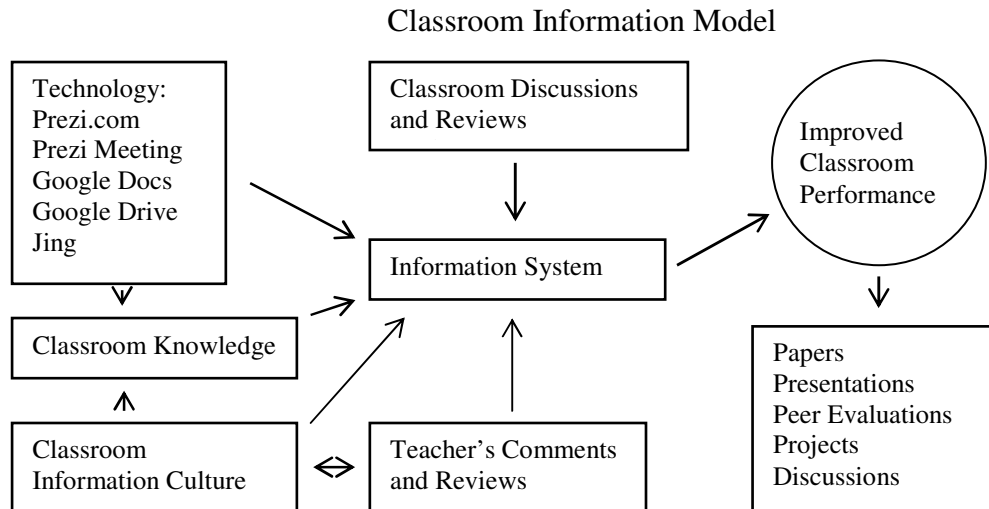 Classroom Information Model
Technology:
Prezi.com
Prezi Meeting
Google Docs
Google Drive
Jing
Classroom Discussions
and Reviews
Improved
Classroom
Performance
Information System
Classroom Knowledge
Classroom
Information Culture
Teacher's Comments
and Reviews
Papers
Presentations
Peer Evaluations
Projects
Discussions